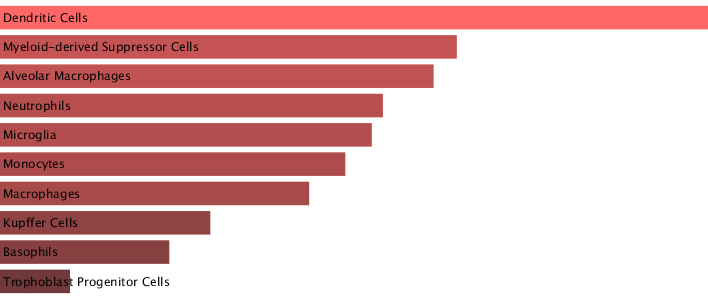 Dendritic Cells
Myeloid-derived Suppressor Cells
Alveolar Macrophages
Neutrophils
Microglia
Monocytes
Macrophages
Kupffer Cells
Basophils
Trophoblast Progenitor Cells